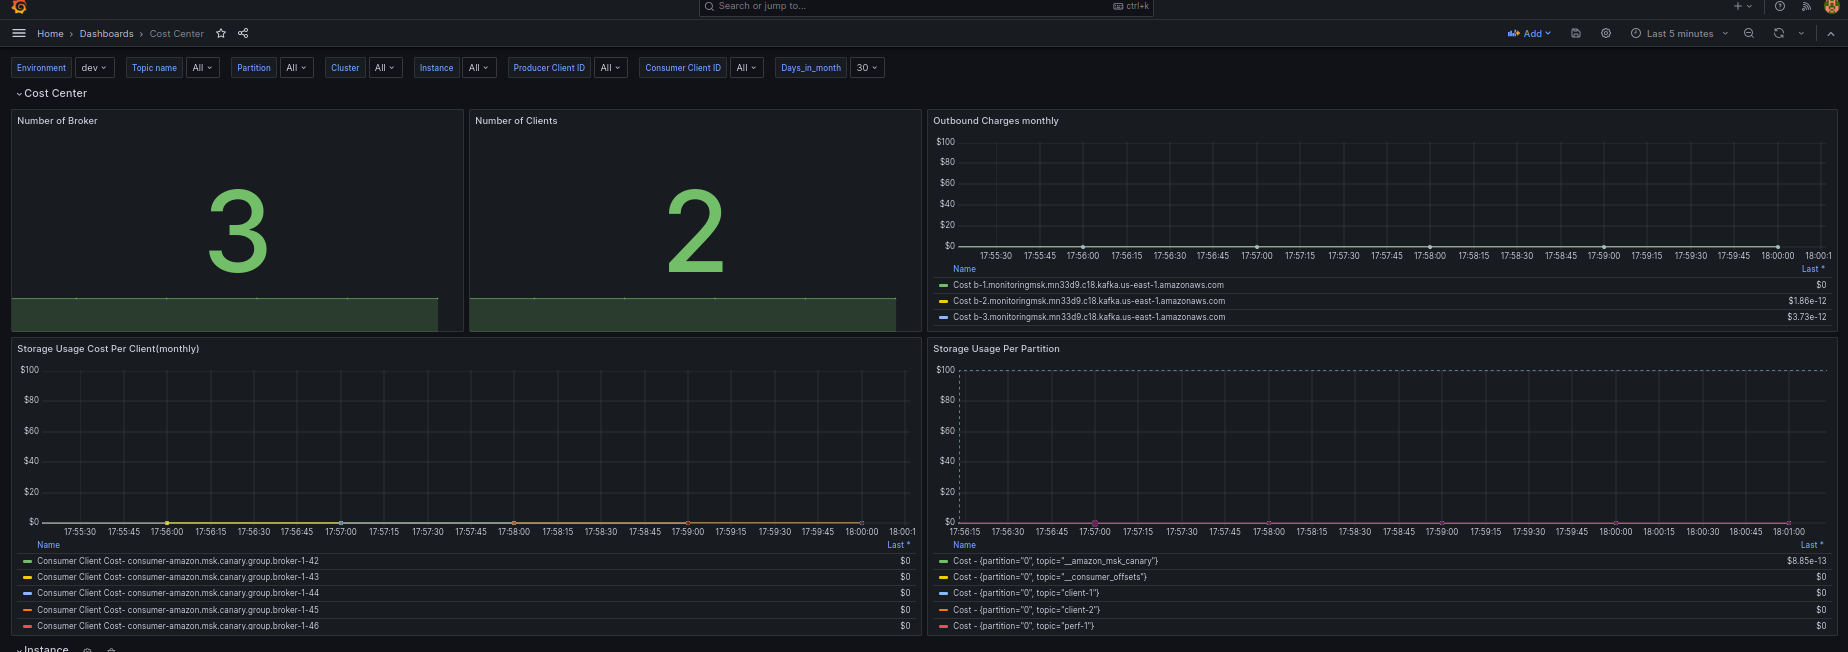 Search or jump to... ctrl+k
Home › Dashboards › Cost Center Add Last 5 minutes
Environment dev Topic name All Partition All Cluster All Instance All Producer Client ID All Consumer Client ID All Days_in_month 30
Cost Center
Number of Broker
3
Number of Clients
2
Outbound Charges monthly
$100
$80
$60
$40
$20
$0
17:55:30 17:55:45 17:56:00 17:56:15 17:56:30 17:56:45 17:57:00 17:57:15 17:57:30 17:57:45 17:58:00 17:58:15 17:58:30 17:58:45 17:59:00 17:59:15 17:59:30 17:59:45 18:00:00 18:00:1
Name Last *
Cost b-1.monitoringmsk.mn33d9.c18.kafka.us-east-1.amazonaws.com $0
Cost b-2.monitoringmsk.mn33d9.c18.kafka.us-east-1.amazonaws.com $1.86e-12
Cost b-3.monitoringmsk.mn33d9.c18.kafka.us-east-1.amazonaws.com $3.73e-12
Storage Usage Cost Per Client(monthly)
$100
$80
$60
$40
$20
$0
17:55:30 17:55:45 17:56:00 17:56:15 17:56:30 17:56:45 17:57:00 17:57:15 17:57:30 17:57:45 17:58:00 17:58:15 17:58:30 17:58:45 17:59:00 17:59:15 17:59:30 17:59:45 18:00:00 18:00:1
Name Last *
Consumer Client Cost- consumer-amazon.msk.canary.group.broker-1-42 $0
Consumer Client Cost- consumer-amazon.msk.canary.group.broker-1-43 $0
Consumer Client Cost- consumer-amazon.msk.canary.group.broker-1-44 $0
Consumer Client Cost- consumer-amazon.msk.canary.group.broker-1-45 $0
Consumer Client Cost- consumer-amazon.msk.canary.group.broker-1-46 $0
Storage Usage Per Partition
$100
$80
$60
$40
$20
$0
17:56:15 17:56:30 17:56:45 17:57:00 17:57:15 17:57:30 17:57:45 17:58:00 17:58:15 17:58:30 17:58:45 17:59:00 17:59:15 17:59:30 17:59:45 18:00:00 18:00:15 18:00:30 18:00:45 18:01:00
Name Last *
Cost - {partition="0", topic="__amazon_msk_canary"} $8.85e-13
Cost - {partition="0", topic="__consumer_offsets"} $0
Cost - {partition="0", topic="client-1"} $0
Cost - {partition="0", topic="client-2"} $0
Cost - {partition="0", topic="perf-1"} $0
Instance